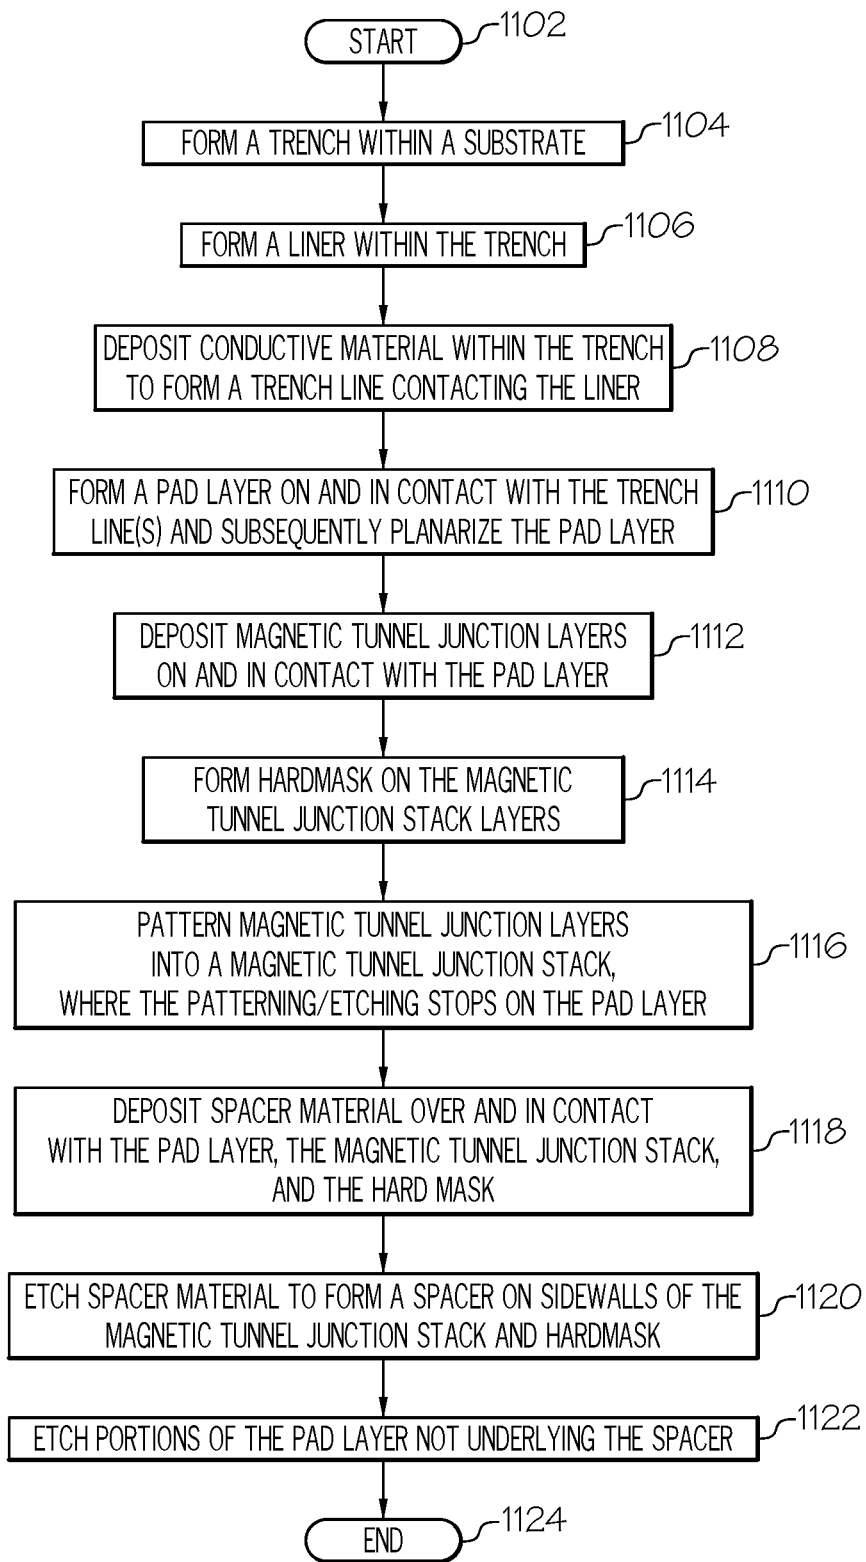 START
1102
FORM A TRENCH WITHIN A SUBSTRATE
1104
FORM A LINER WITHIN THE TRENCH
1106
DEPOSIT CONDUCTIVE MATERIAL WITHIN THE TRENCH
TO FORM A TRENCH LINE CONTACTING THE LINER
1108
FORM A PAD LAYER ON AND IN CONTACT WITH THE TRENCH
LINE(S) AND SUBSEQUENTLY PLANARIZE THE PAD LAYER
1110
DEPOSIT MAGNETIC TUNNEL JUNCTION LAYERS
ON AND IN CONTACT WITH THE PAD LAYER
1112
FORM HARDMASK ON THE MAGNETIC
TUNNEL JUNCTION STACK LAYERS
1114
PATTERN MAGNETIC TUNNEL JUNCTION LAYERS
INTO A MAGNETIC TUNNEL JUNCTION STACK,
WHERE THE PATTERNING/ETCHING STOPS ON THE PAD LAYER
1116
DEPOSIT SPACER MATERIAL OVER AND IN CONTACT
WITH THE PAD LAYER, THE MAGNETIC TUNNEL JUNCTION STACK,
AND THE HARD MASK
1118
ETCH SPACER MATERIAL TO FORM A SPACER ON SIDEWALLS OF THE
MAGNETIC TUNNEL JUNCTION STACK AND HARDMASK
1120
ETCH PORTIONS OF THE PAD LAYER NOT UNDERLYING THE SPACER
1122
END
1124